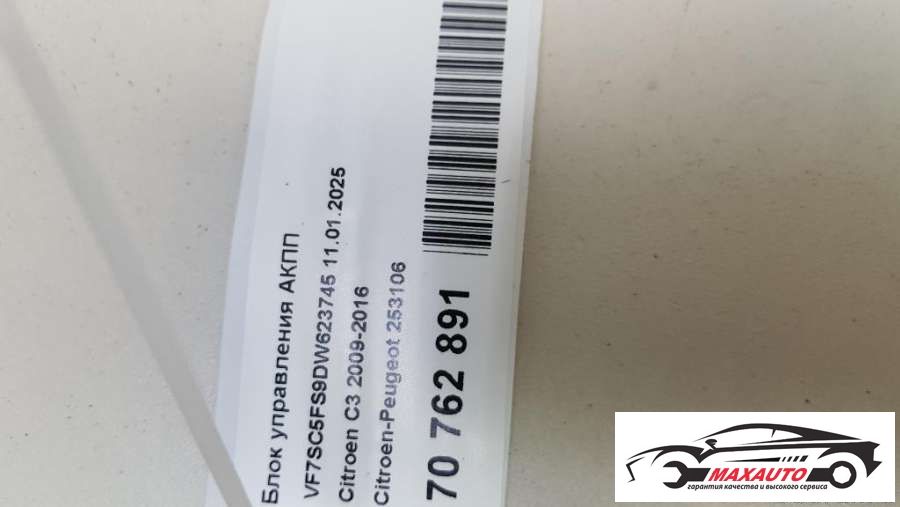 Блок управления АКПП
VF7SC5FS9DW623745 11.01.2025
Citroen C3 2009-2016
Citroen-Peugeot 253106
70 762 891
MAXAUTO
гарантия качества и высокого сервиса